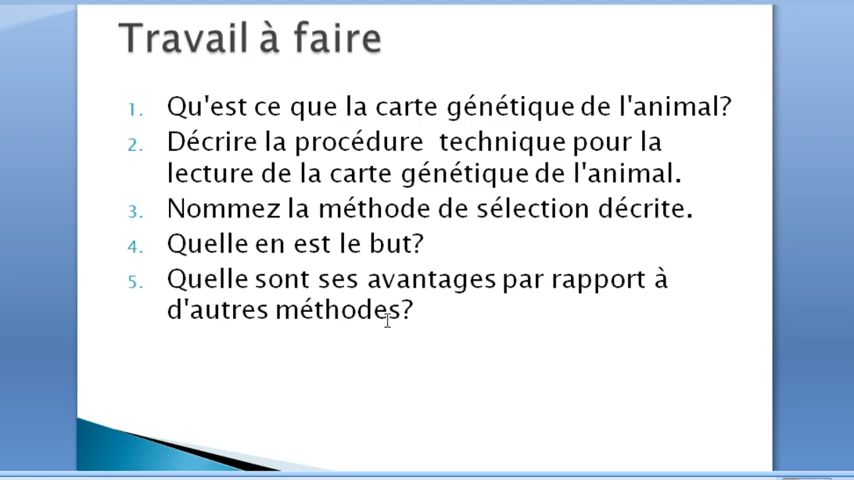 Travail à faire
1. Qu'est ce que la carte génétique de l'animal?
2. Décrire la procédure technique pour la
lecture de la carte génétique de l'animal.
3. Nommez la méthode de sélection décrite.
4. Quelle en est le but?
5. Quelle sont ses avantages par rapport à
d'autres méthodes?